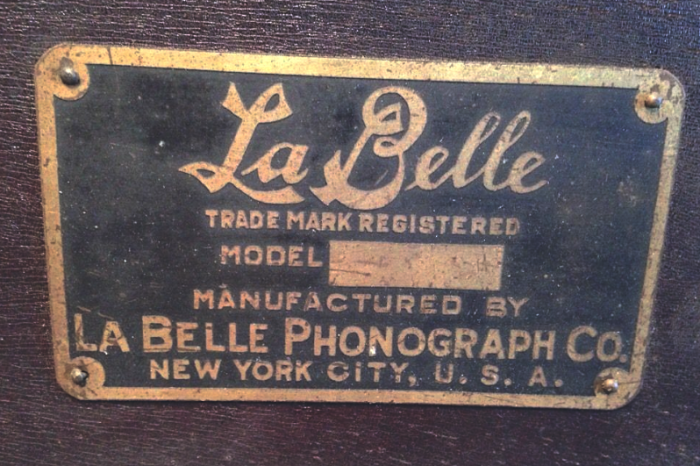 La Belle
TRADE MARK REGISTERED
MODEL
MANUFACTURED BY
LA BELLE PHONOGRAPH CO.
NEW YORK CITY, U. S. A.